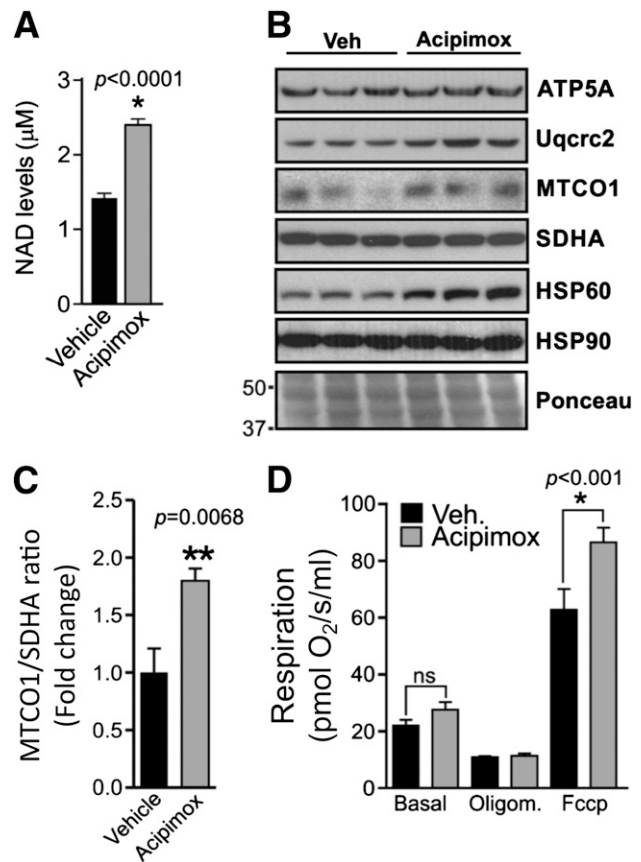 A
p<0.0001
*
NAD levels (µM)
3
2
1
0
Vehicle
Acipimox
B
Veh Acipimox
ATP5A
Uqcrc2
MTCO1
SDHA
HSP60
HSP90
50
37
Ponceau
C
p=0.0068
**
MTCO1/SDHA ratio
(Fold change)
2.5
2.0
1.5
1.0
0.5
0.0
Vehicle
Acipimox
D
p<0.001
*
Veh.
Acipimox
ns
Respiration
(pmol O₂/s/ml)
100
80
60
40
20
0
Basal Oligom. Fccp